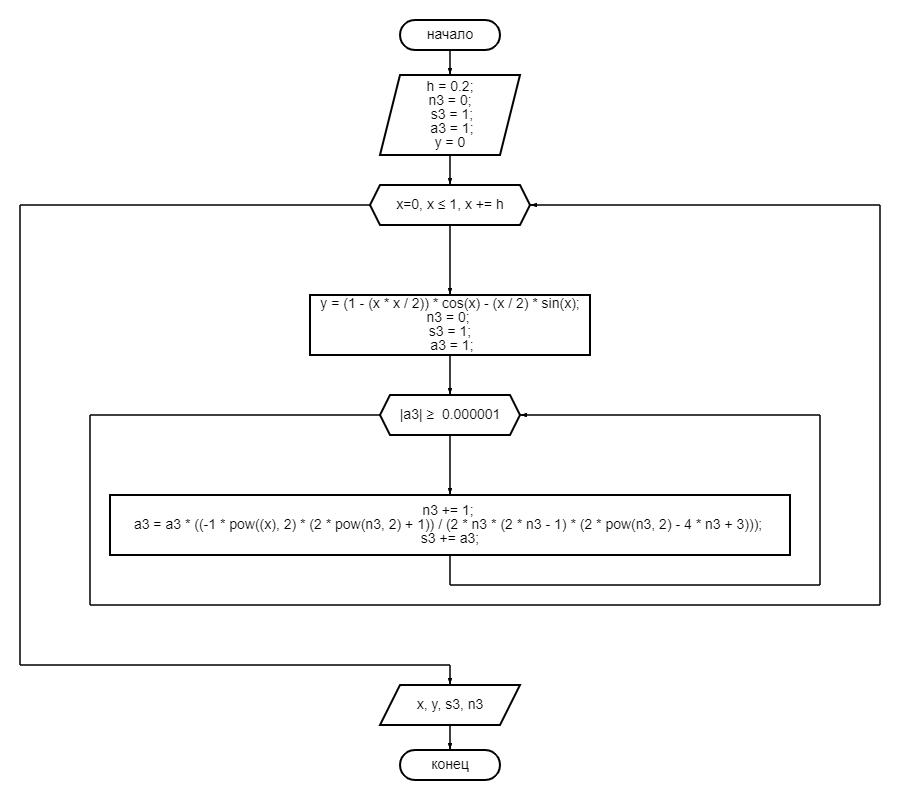 начало
h = 0.2;
n3 = 0;
s3 = 1;
a3 = 1;
y = 0
x=0, x ≤ 1, x += h
y = (1 - (x * x / 2)) * cos(x) - (x / 2) * sin(x);
n3 = 0;
s3 = 1;
a3 = 1;
|a3| ≥ 0.000001
n3 += 1;
a3 = a3 * ((-1 * pow((x), 2) * (2 * pow(n3, 2) + 1)) / (2 * n3 * (2 * n3 - 1) * (2 * pow(n3, 2) - 4 * n3 + 3)));
s3 += a3;
x, y, s3, n3
конец